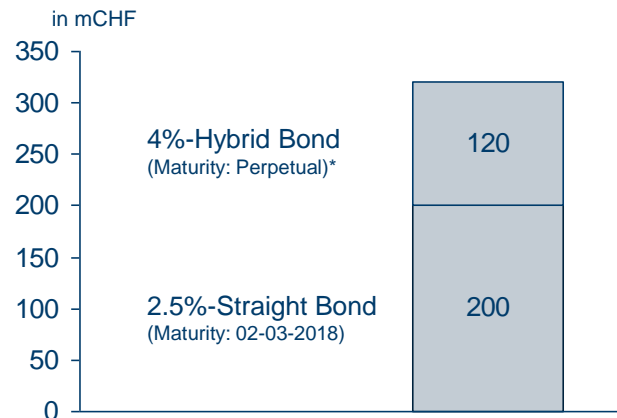 in mCHF
350
300
250
200
150
100
50
0
4%-Hybrid Bond
(Maturity: Perpetual)*
120
2.5%-Straight Bond
(Maturity: 02-03-2018)
200